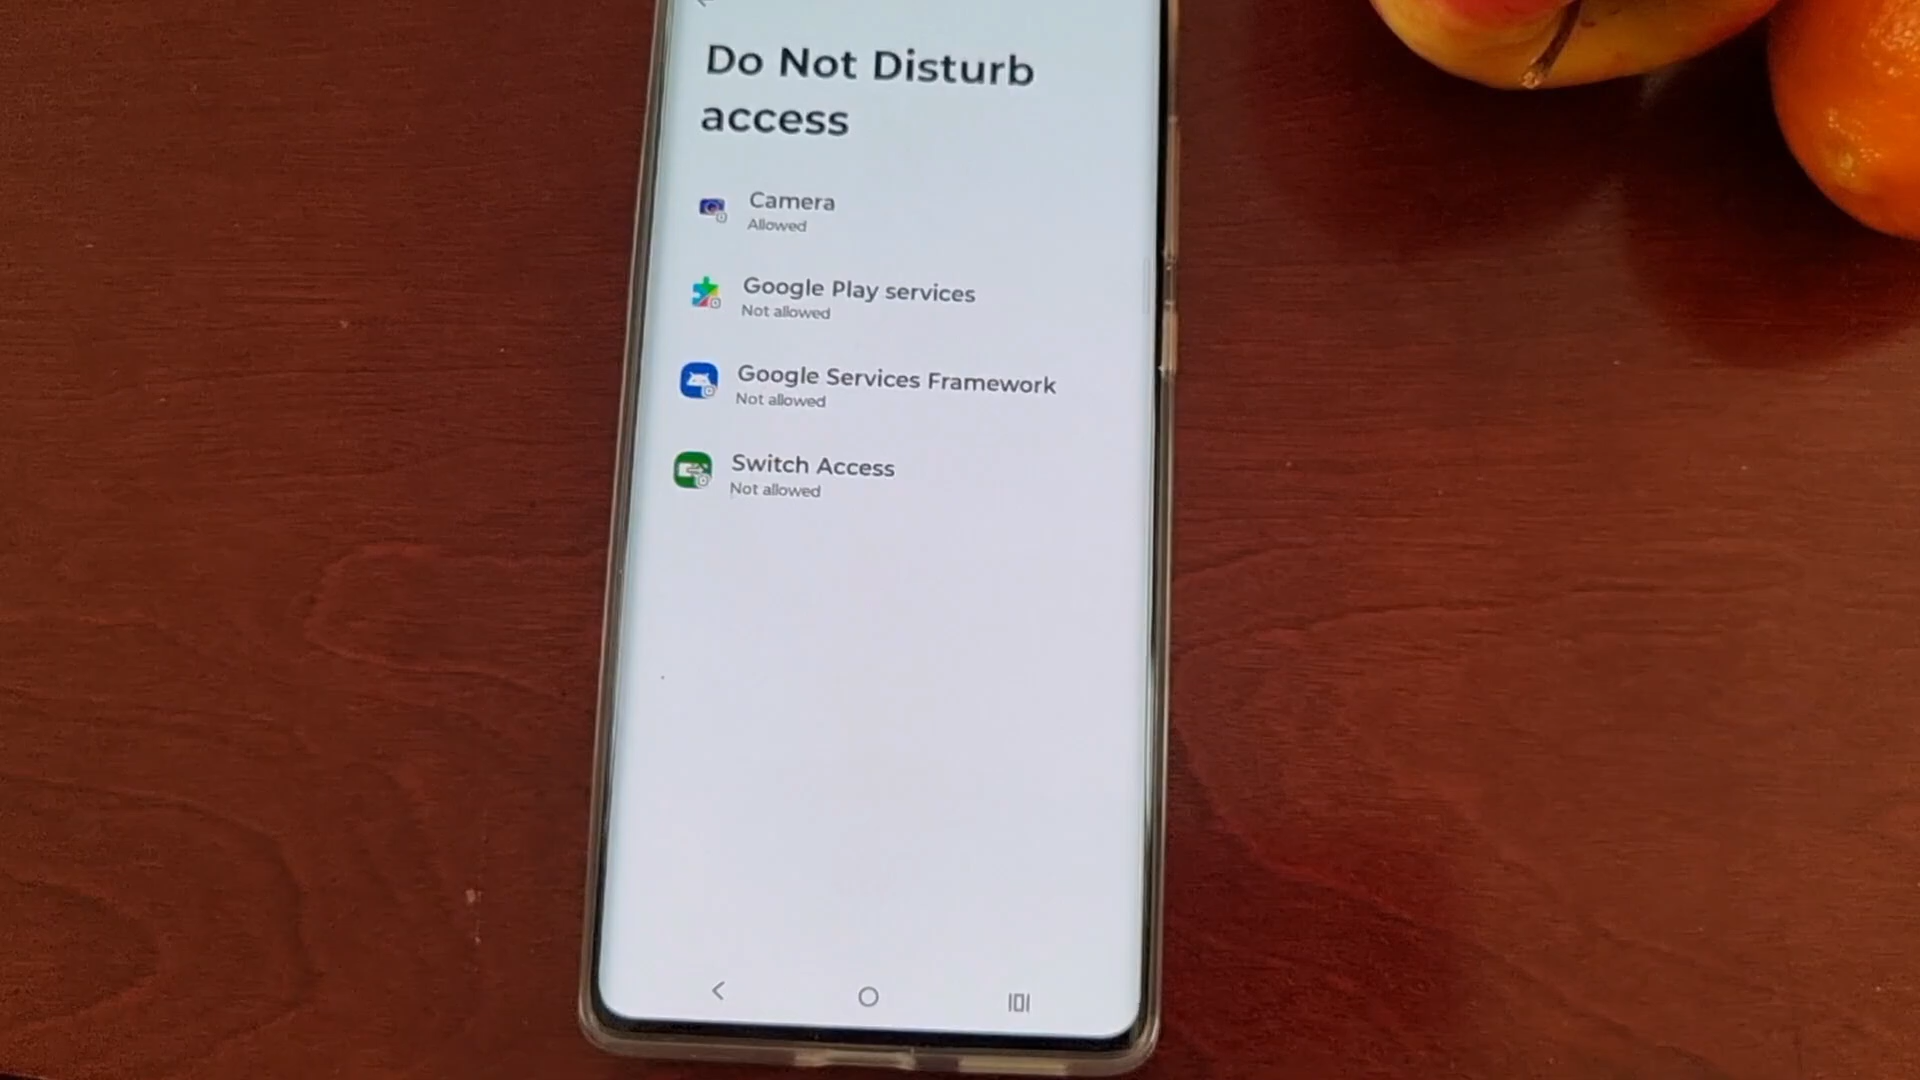 Do Not Disturb
access
Camera
Allowed
Google Play services
Not allowed
Google Services Framework
Not allowed
Switch Access
Not allowed